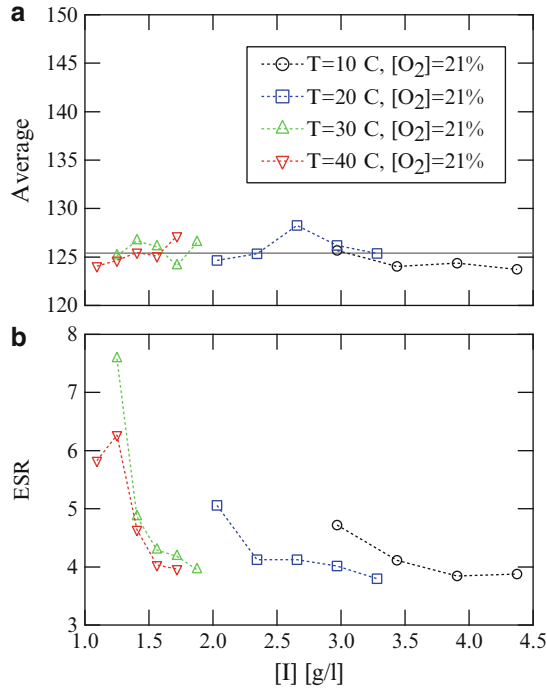 a
150
145
140
135
130
125
120
Average
T=10 C, [O2]=21%
T=20 C, [O2]=21%
T=30 C, [O2]=21%
T=40 C, [O2]=21%
b
8
7
6
5
4
3
ESR
1.0 1.5 2.0 2.5 3.0 3.5 4.0 4.5
[I] [g/l]